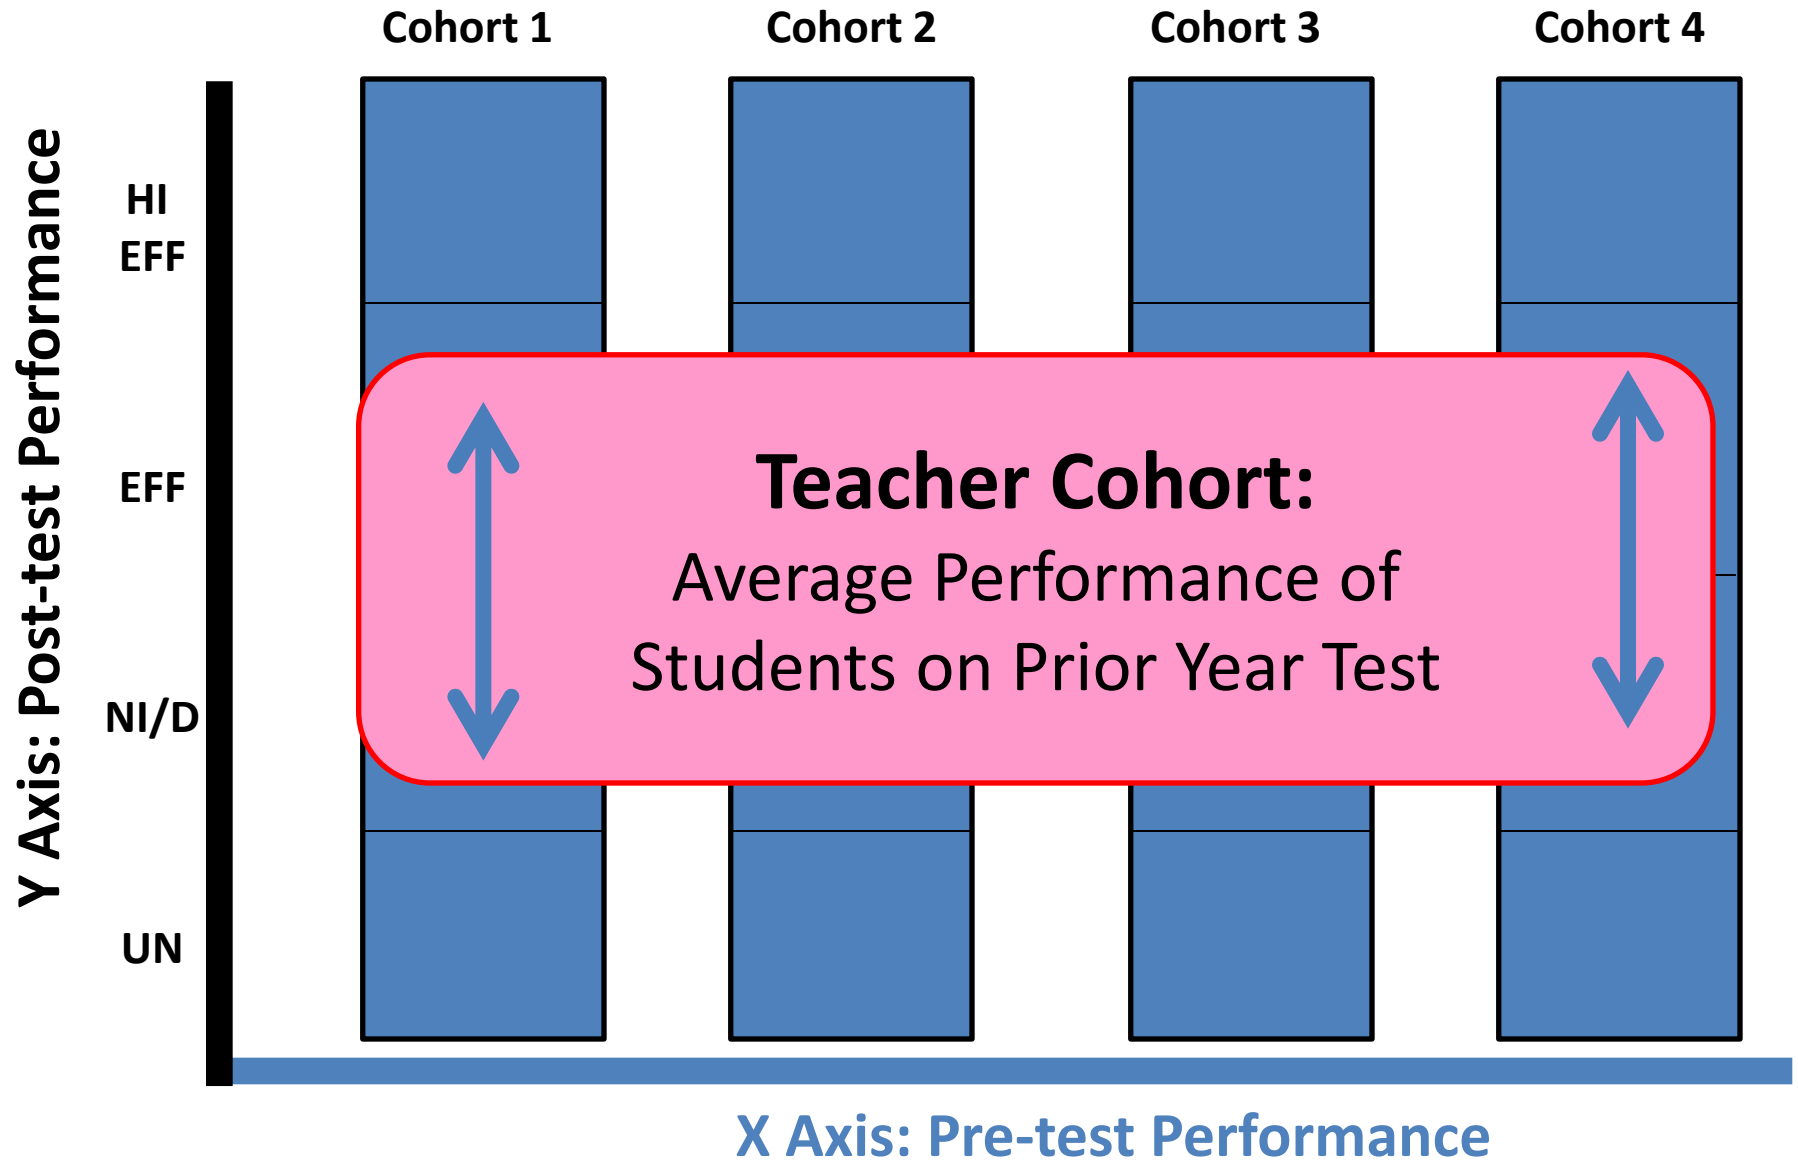 Cohort 1
Cohort 2
Cohort 3
Cohort 4
Y Axis: Post-test Performance
HI
EFF
EFF
NI/D
UN
Teacher Cohort:
Average Performance of
Students on Prior Year Test
X Axis: Pre-test Performance